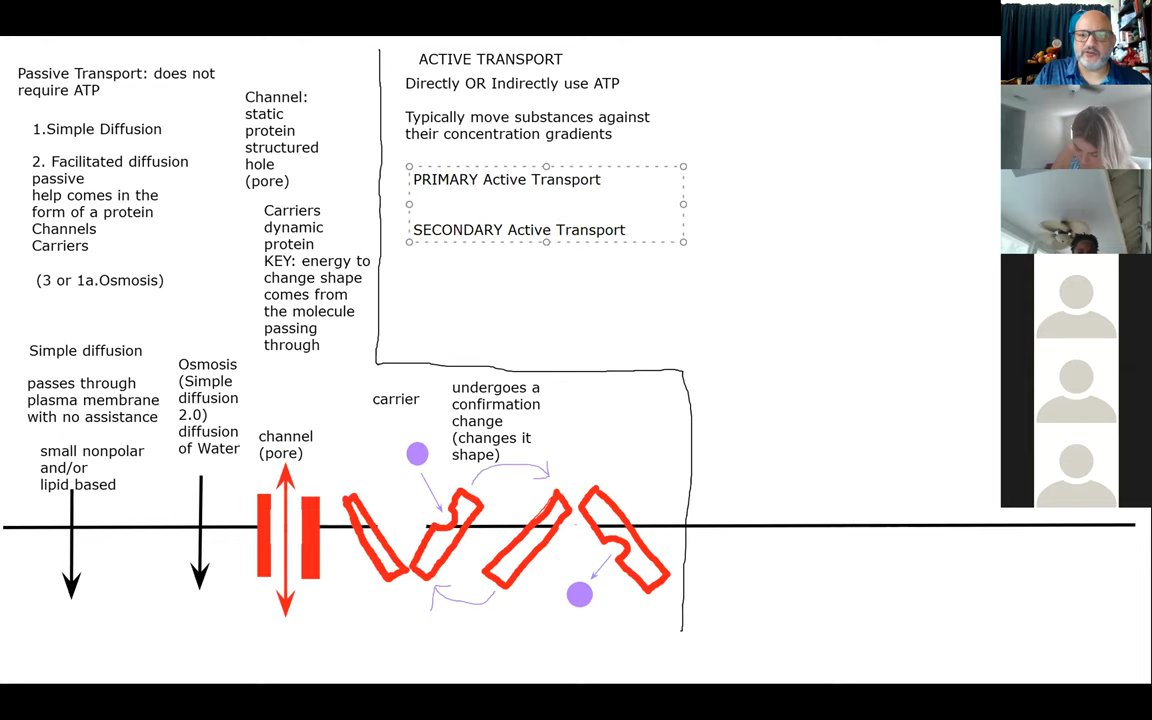 Passive Transport: does not
require ATP
1.Simple Diffusion
2. Facilitated diffusion
passive
help comes in the
form of a protein
Channels
Carriers
(3 or 1a.Osmosis)
Channel:
static
protein
structured
hole
(pore)
Carriers
dynamic
protein
KEY: energy to
change shape
comes from
the molecule
passing
through
ACTIVE TRANSPORT
Directly OR Indirectly use ATP
Typically move substances against
their concentration gradients
PRIMARY Active Transport
SECONDARY Active Transport
Simple diffusion
passes through
plasma membrane
with no assistance
small nonpolar
and/or
lipid based
Osmosis
(Simple
diffusion
2.0)
diffusion
of Water
channel
(pore)
carrier
undergoes a
confirmation
change
(changes it
shape)